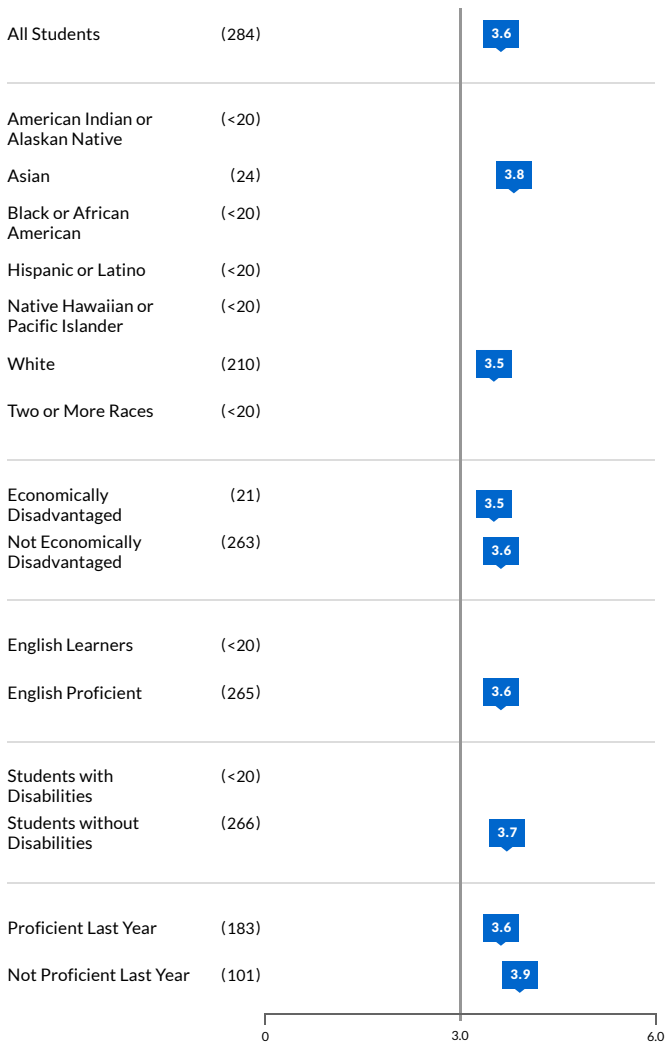 All Students (284) 3.6
American Indian or (<20)
Alaskan Native
Asian (24) 3.8
Black or African (<20)
American
Hispanic or Latino (<20)
Native Hawaiian or (<20)
Pacific Islander
White (210) 3.5
Two or More Races (<20)
Economically (21) 3.5
Disadvantaged
Not Economically (263) 3.6
Disadvantaged
English Learners (<20)
English Proficient (265) 3.6
Students with (<20)
Disabilities
Students without (266) 3.7
Disabilities
Proficient Last Year (183) 3.6
Not Proficient Last Year (101) 3.9
0 3.0 6.0